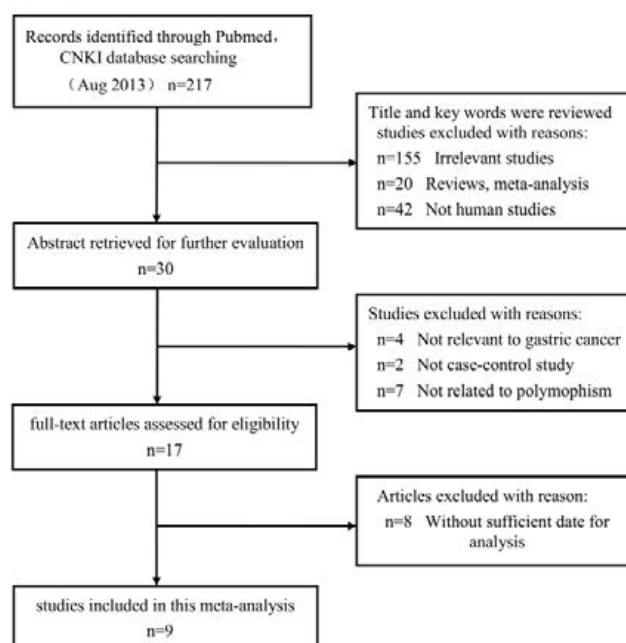 Records identified through Pubmed,
CNKI database searching
(Aug 2013) n=217
Title and key words were reviewed
studies excluded with reasons:
n=155 Irrelevant studies
n=20 Reviews, meta-analysis
n=42 Not human studies
Abstract retrieved for further evaluation
n=30
Studies excluded with reasons:
n=4 Not relevant to gastric cancer
n=2 Not case-control study
n=7 Not related to polymophism
full-text articles assessed for eligibility
n=17
Articles excluded with reason:
n=8 Without sufficient date for
analysis
studies included in this meta-analysis
n=9